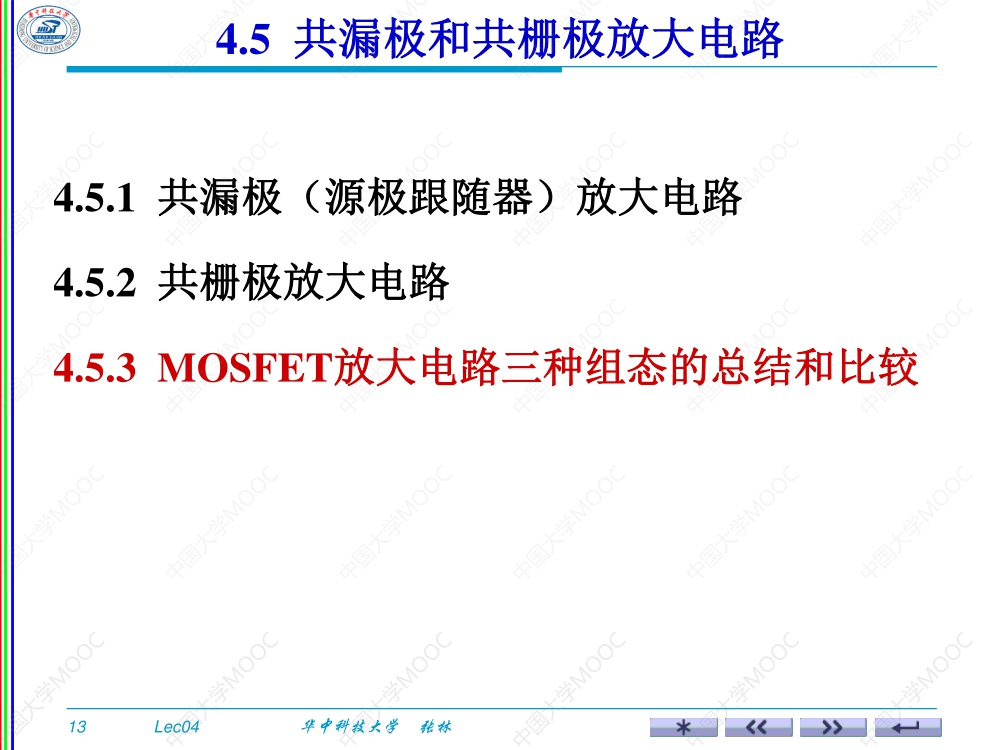 4.5 共漏极和共栅极放大电路
4.5.1 共漏极（源极跟随器）放大电路
4.5.2 共栅极放大电路
4.5.3 MOSFET放大电路三种组态的总结和比较
13 Lec04 华中科技大学 张林
中国大学MOOC